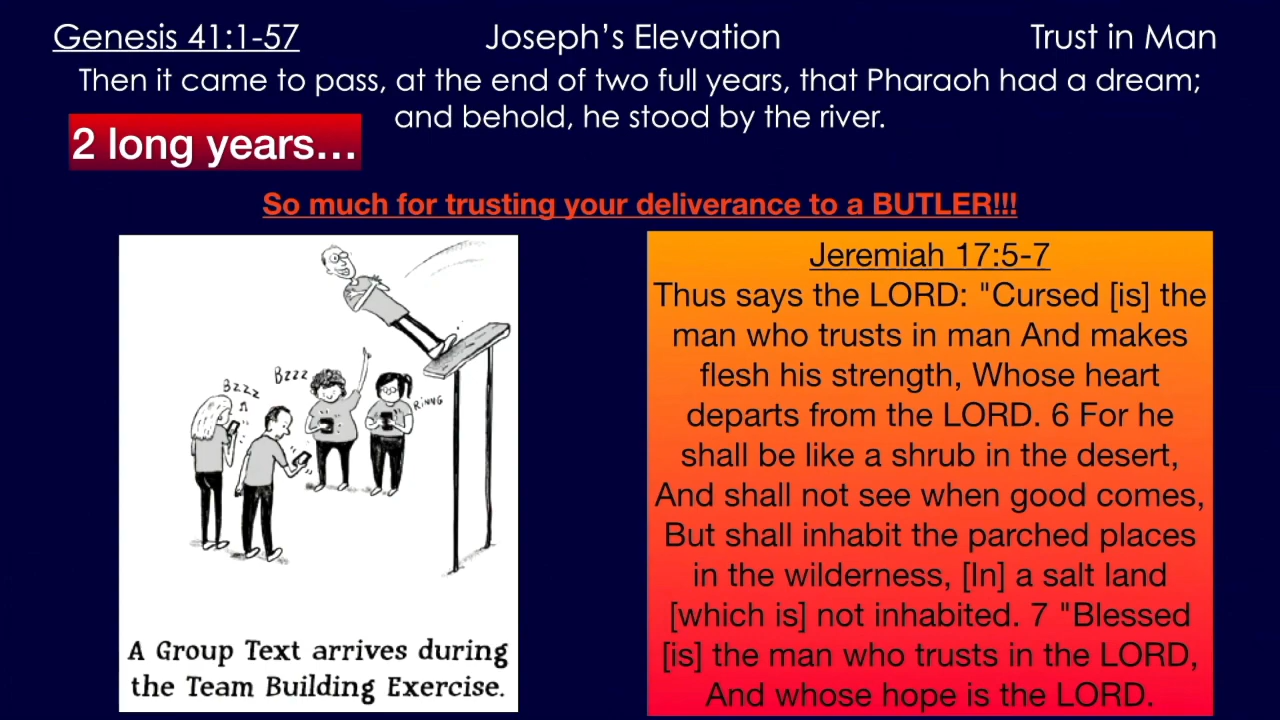 Genesis 41:1-57 Joseph's Elevation Trust in Man
Then it came to pass, at the end of two full years, that Pharaoh had a dream;
and behold, he stood by the river.
2 long years...
So much for trusting your deliverance to a BUTLER!!!
Bzzz
Bzzz
RiNNG
A Group Text arrives during
the Team Building Exercise.
Jeremiah 17:5-7
Thus says the LORD: "Cursed [is] the
man who trusts in man And makes
flesh his strength, Whose heart
departs from the LORD. 6 For he
shall be like a shrub in the desert,
And shall not see when good comes,
But shall inhabit the parched places
in the wilderness, [In] a salt land
[which is] not inhabited. 7 "Blessed
[is] the man who trusts in the LORD,
And whose hope is the LORD.